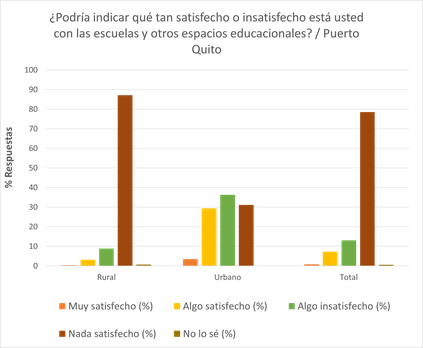 ¿Podría indicar qué tan satisfecho o insatisfecho está usted
con las escuelas y otros espacios educacionales? / Puerto
Quito
% Respuestas
100
90
80
70
60
50
40
30
20
10
0
Rural
Urbano
Total
Muy satisfecho (%)
Algo satisfecho (%)
Algo insatisfecho (%)
Nada satisfecho (%)
No lo sé (%)